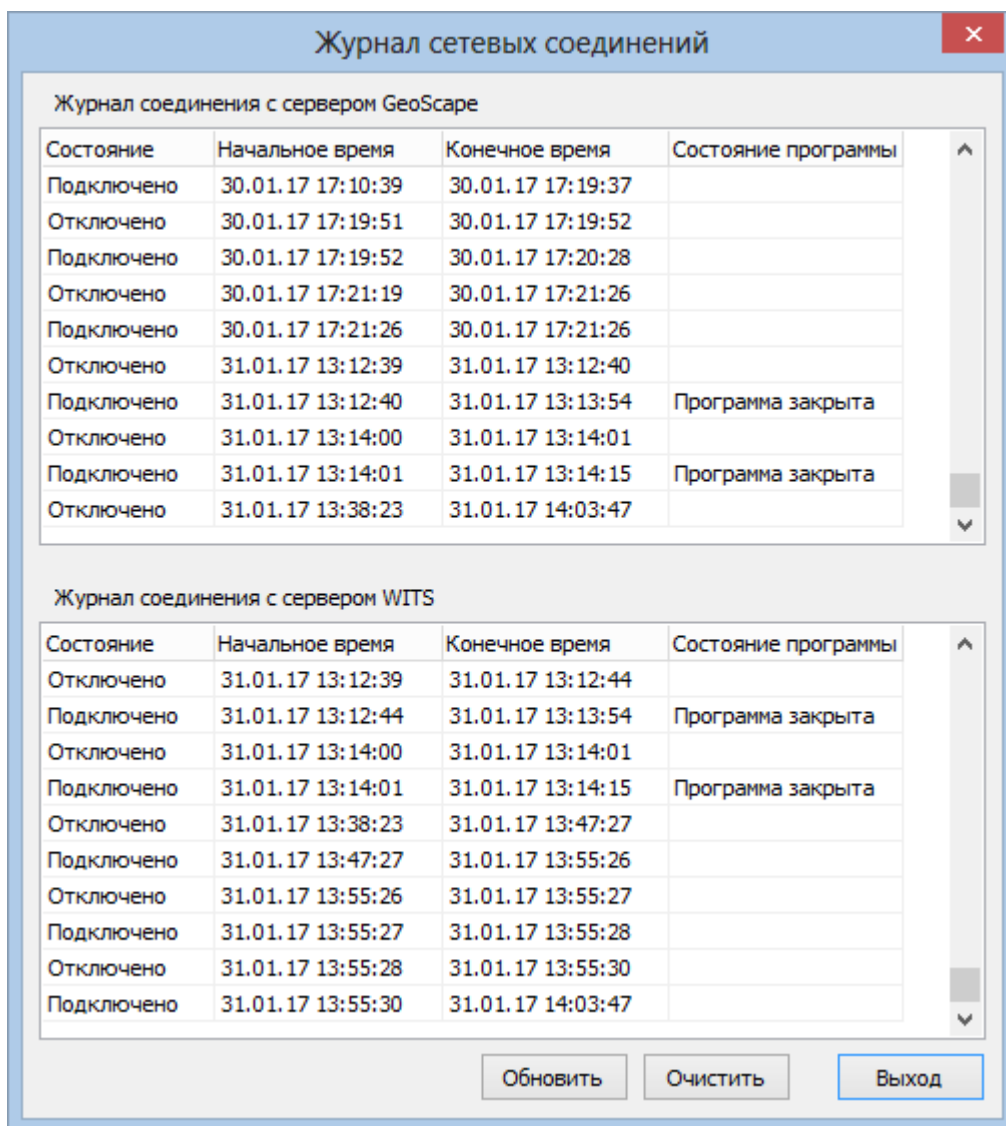 Журнал сетевых соединений
Журнал соединения с сервером GeoScape
Состояние Начальное время Конечное время Состояние программы
Подключено 30.01.17 17:10:39 30.01.17 17:19:37
Отключено 30.01.17 17:19:51 30.01.17 17:19:52
Подключено 30.01.17 17:19:52 30.01.17 17:20:28
Отключено 30.01.17 17:21:19 30.01.17 17:21:26
Подключено 30.01.17 17:21:26 30.01.17 17:21:26
Отключено 31.01.17 13:12:39 31.01.17 13:12:40
Подключено 31.01.17 13:12:40 31.01.17 13:13:54 Программа закрыта
Отключено 31.01.17 13:14:00 31.01.17 13:14:01
Подключено 31.01.17 13:14:01 31.01.17 13:14:15 Программа закрыта
Отключено 31.01.17 13:38:23 31.01.17 14:03:47
Журнал соединения с сервером WITS
Состояние Начальное время Конечное время Состояние программы
Отключено 31.01.17 13:12:39 31.01.17 13:12:44
Подключено 31.01.17 13:12:44 31.01.17 13:13:54 Программа закрыта
Отключено 31.01.17 13:14:00 31.01.17 13:14:01
Подключено 31.01.17 13:14:01 31.01.17 13:14:15 Программа закрыта
Отключено 31.01.17 13:38:23 31.01.17 13:47:27
Подключено 31.01.17 13:47:27 31.01.17 13:55:26
Отключено 31.01.17 13:55:26 31.01.17 13:55:27
Подключено 31.01.17 13:55:27 31.01.17 13:55:28
Отключено 31.01.17 13:55:28 31.01.17 13:55:30
Подключено 31.01.17 13:55:30 31.01.17 14:03:47
Обновить Очистить Выход